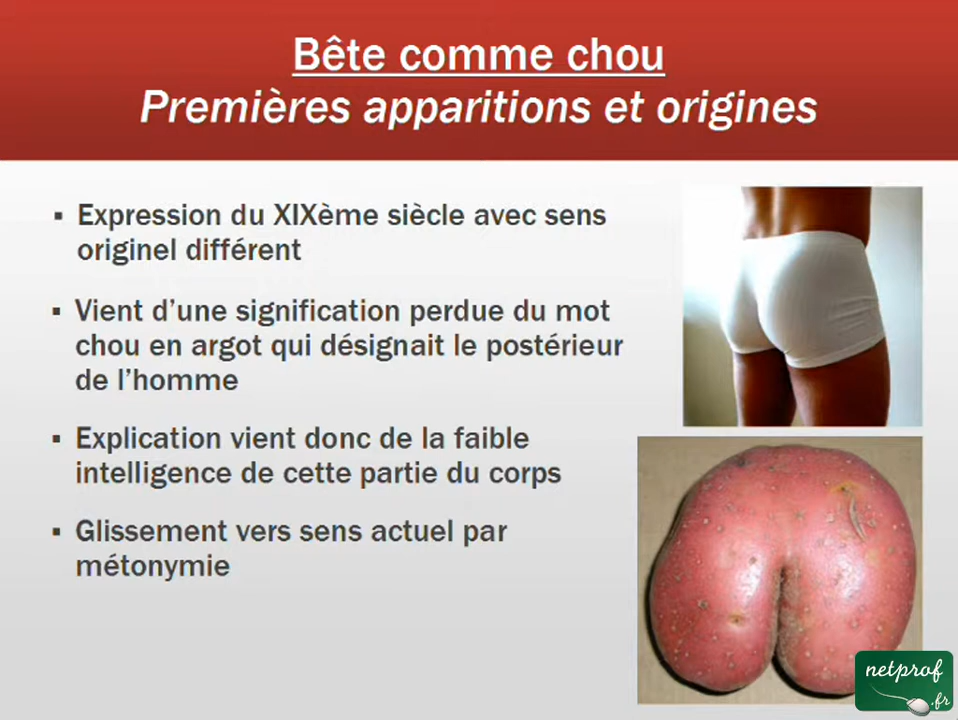 Bête comme chou
Premières apparitions et origines
▪ Expression du XIXème siècle avec sens
originel différent
▪ Vient d’une signification perdue du mot
chou en argot qui désignait le postérieur
de l’homme
▪ Explication vient donc de la faible
intelligence de cette partie du corps
▪ Glissement vers sens actuel par
métonymie
netprof
.fr